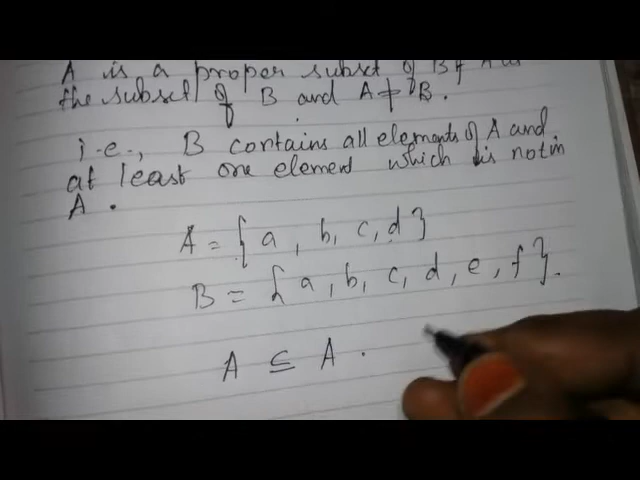 A is a proper subset of B if A is
the subset of B and A ≠ B.
i.e., B contains all elements of A and
at least one element which is not in
A .
A = { a , b, c, d }
B = { a, b, c, d, e, f }.
A ⊆ A .